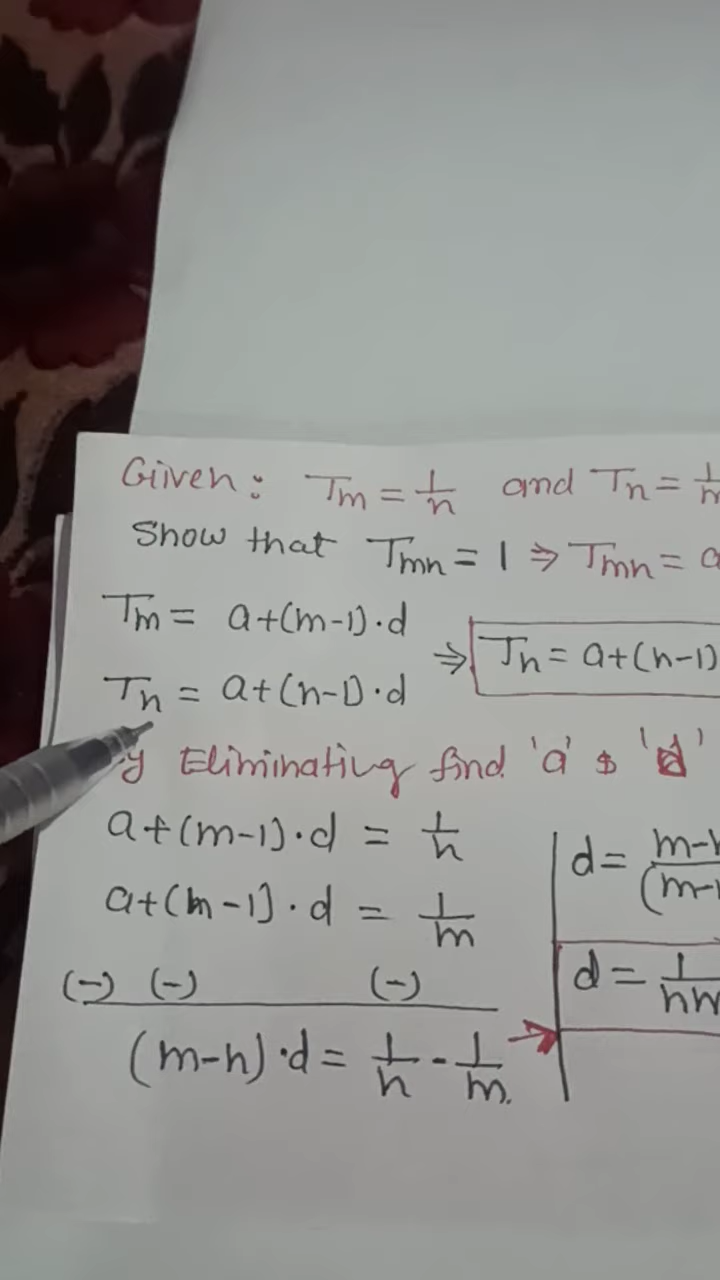 Given: Tm = 1/n and Tn = 1/m
Show that Tmn = 1 ⇒ Tmn = a
Tm = a+(m-1)·d
⇒ Tn = a+(n-1)
Tn = a+(n-1)·d
y Eliminating find 'a' & 'd'
a+(m-1)·d = 1/n
a+(n-1)·d = 1/m
(-) (-) (-)
(m-n)·d = 1/n - 1/m.
d = m-n/(m-n
d = 1/nm